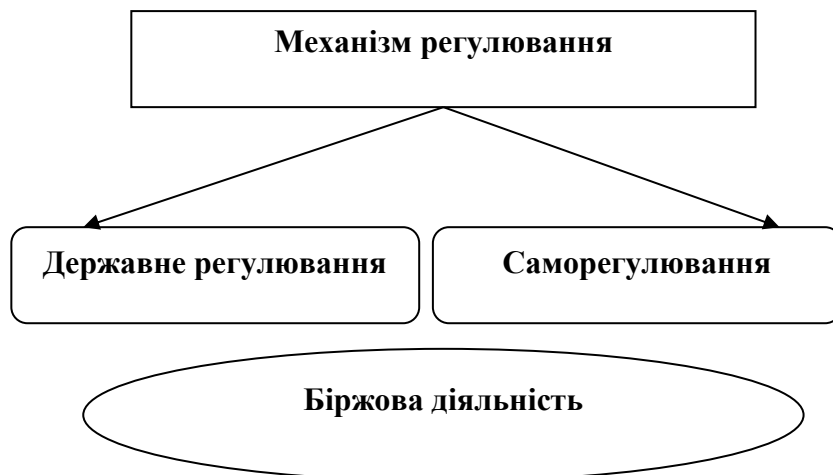 Механізм регулювання
Державне регулювання
Саморегулювання
Біржова діяльність